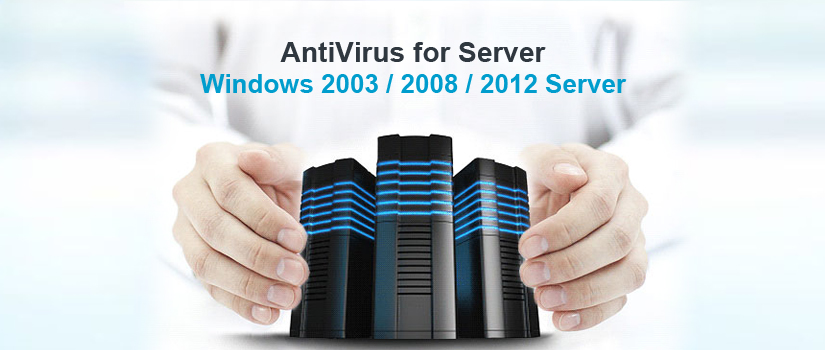 AntiVirus for Server
Windows 2003 / 2008 / 2012 Server